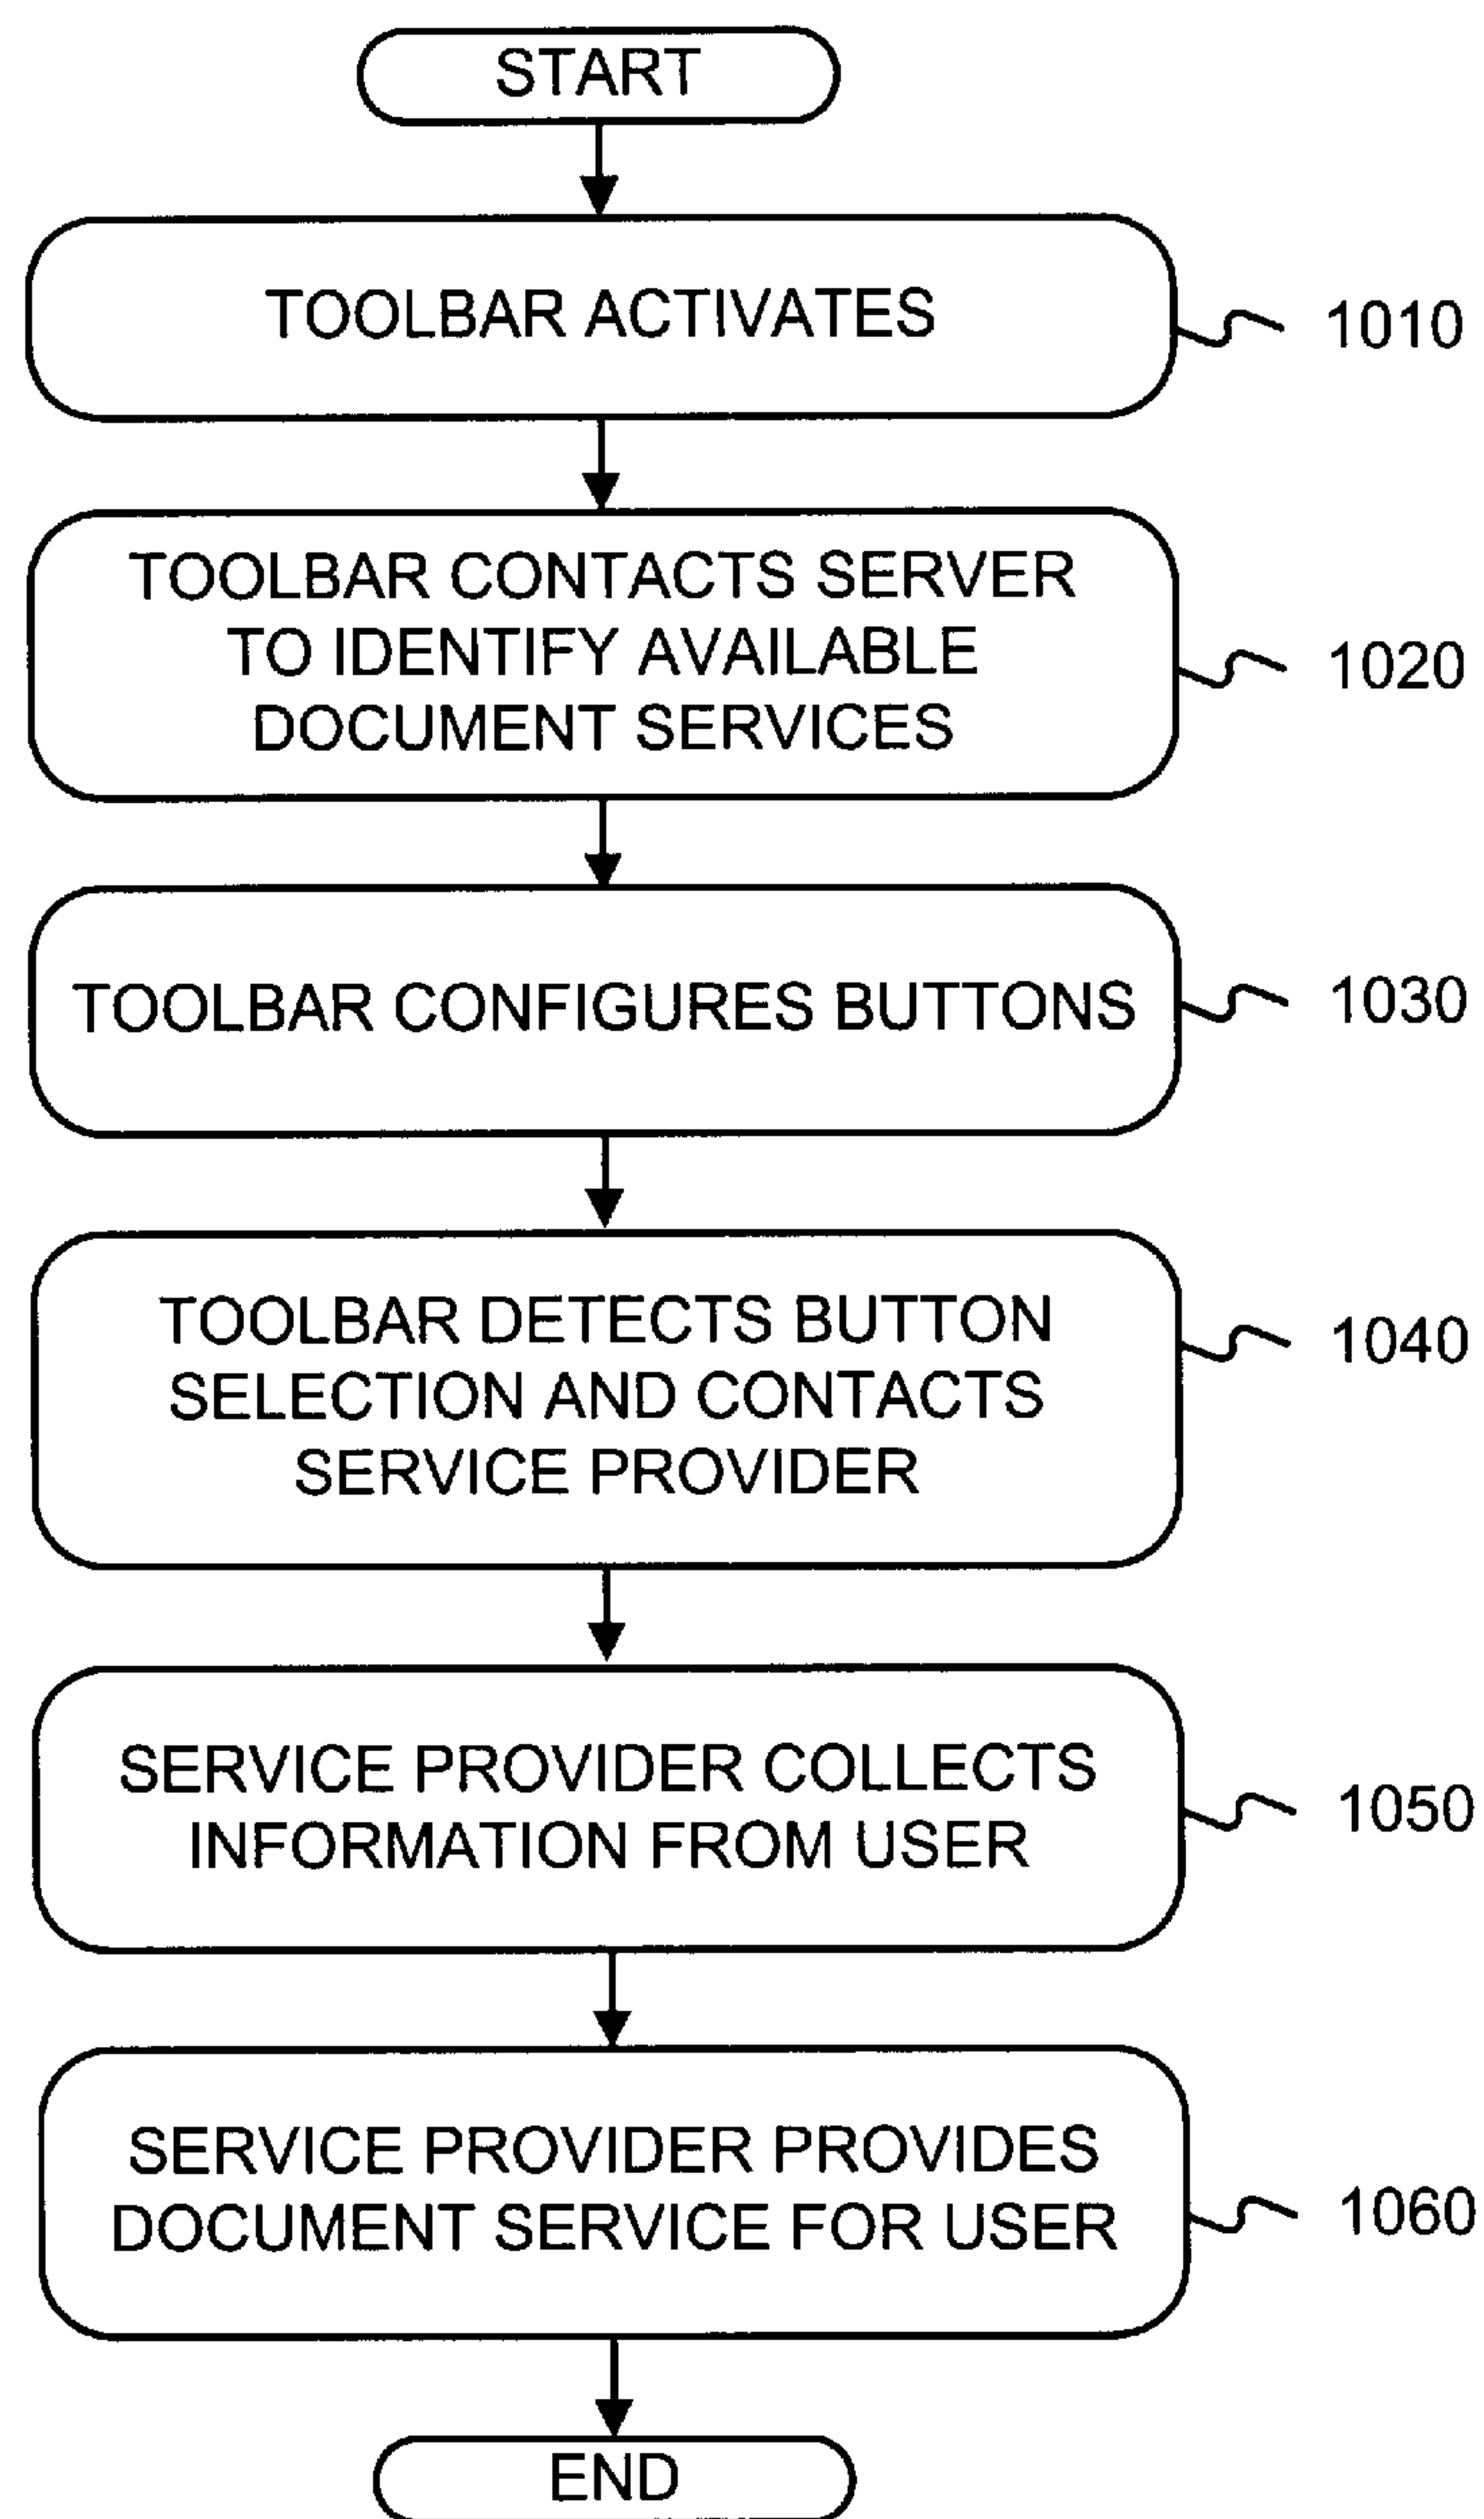 START
TOOLBAR ACTIVATES
1010
TOOLBAR CONTACTS SERVER
TO IDENTIFY AVAILABLE
DOCUMENT SERVICES
1020
TOOLBAR CONFIGURES BUTTONS
1030
TOOLBAR DETECTS BUTTON
SELECTION AND CONTACTS
SERVICE PROVIDER
1040
SERVICE PROVIDER COLLECTS
INFORMATION FROM USER
1050
SERVICE PROVIDER PROVIDES
DOCUMENT SERVICE FOR USER
1060
END